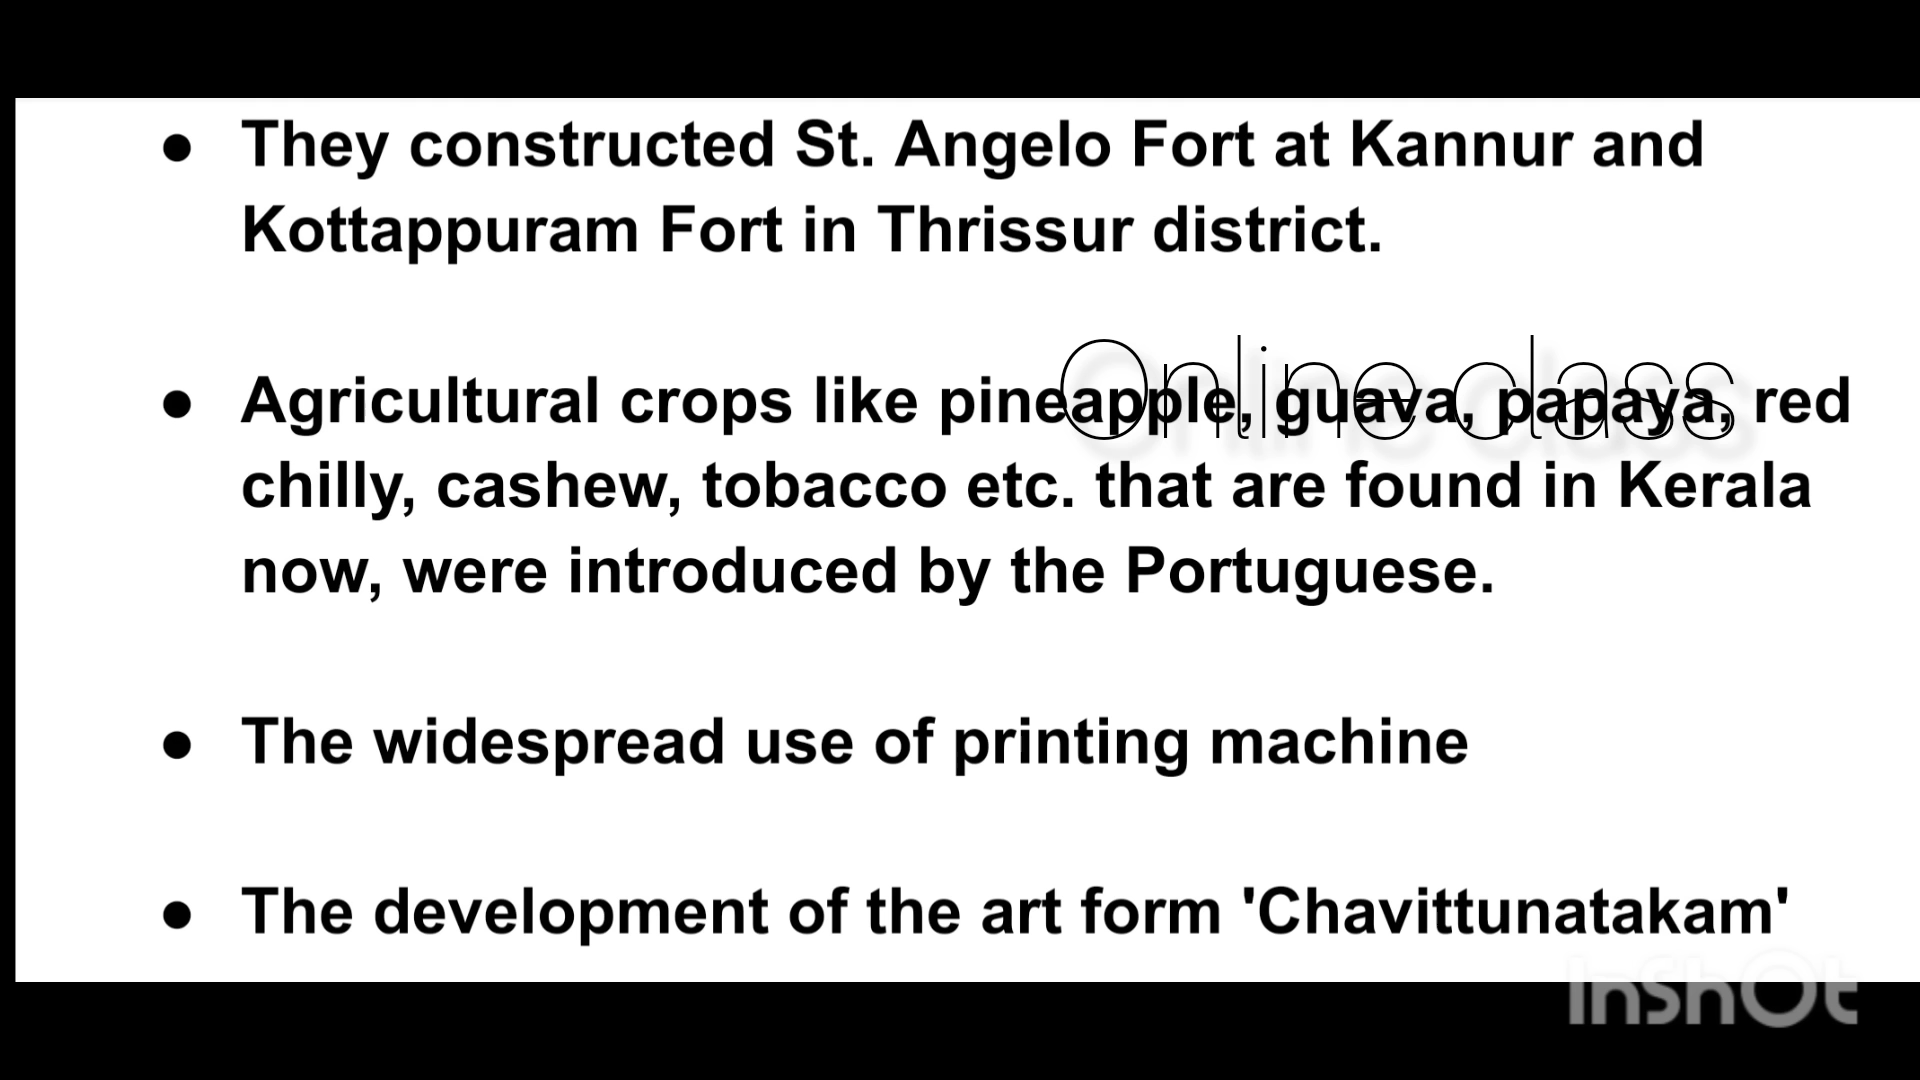 ● They constructed St. Angelo Fort at Kannur and
Kottappuram Fort in Thrissur district.
● Agricultural crops like pineapple, guava, papaya, red
chilly, cashew, tobacco etc. that are found in Kerala
now, were introduced by the Portuguese.
Online class
● The widespread use of printing machine
● The development of the art form 'Chavittunatakam'
InShOt